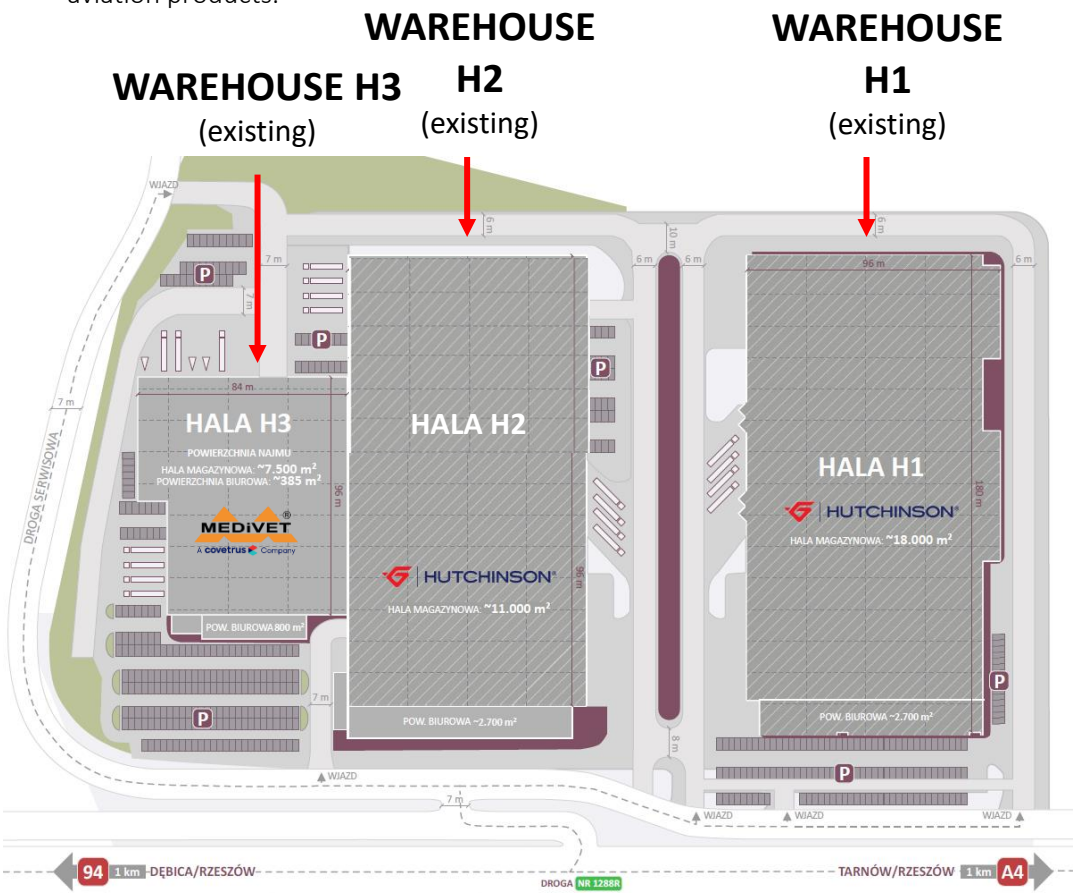 aviation products.
WAREHOUSE H3
(existing)
WAREHOUSE
H2
(existing)
WAREHOUSE
H1
(existing)
WJAZD
6 m
10 m
6 m
7 m
6 m
6 m
6 m
96 m
P
7 m
P
P
84 m
7 m
DROGA SERWISOWA
HALA H3
POWIERZCHNIA NAJMU
HALA MAGAZYNOWA: ~7.500 m²
POWIERZCHNIA BIUROWA: ~385 m²
96 m
MEDiVET®
A covetrus Company
POW. BIUROWA 800 m²
HALA H2
HUTCHINSON®
HALA MAGAZYNOWA: ~11.000 m²
96 m
POW. BIUROWA ~2.700 m²
HALA H1
180 m
HUTCHINSON®
HALA MAGAZYNOWA: ~18.000 m²
POW. BIUROWA ~2.700 m²
P
7 m
P
8 m
P
WJAZD
7 m
WJAZD
WJAZD
WJAZD
94 1 km DĘBICA/RZESZÓW
DROGA NR 1288R
TARNÓW/RZESZÓW 1 km A4